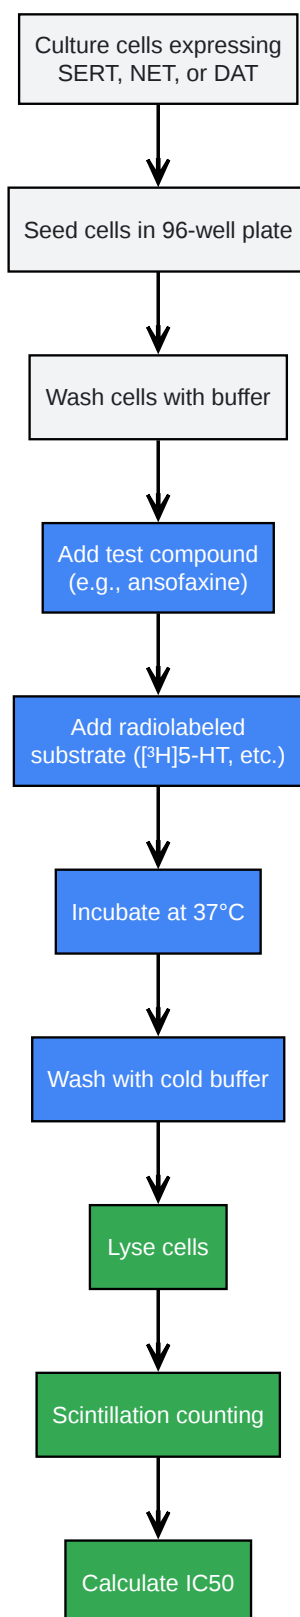 Culture cells expressing
SERT, NET, or DAT
Seed cells in 96-well plate
Wash cells with buffer
Add test compound
(e.g., ansofaxine)
Add radiolabeled
substrate ([³H]5-HT, etc.)
Incubate at 37°C
Wash with cold buffer
Lyse cells
Scintillation counting
Calculate IC50